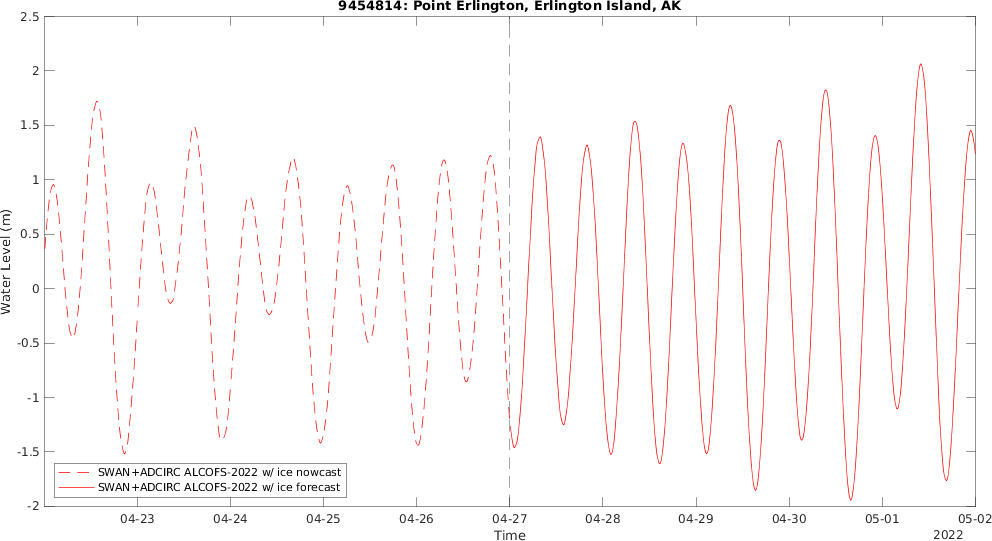 9454814: Point Erlington, Erlington Island, AK
2.5
2
1.5
1
0.5
0
-0.5
-1
-1.5
-2
Water Level (m)
SWAN+ADCIRC ALCOFS-2022 w/ ice nowcast
SWAN+ADCIRC ALCOFS-2022 w/ ice forecast
04-23 04-24 04-25 04-26 04-27 04-28 04-29 04-30 05-01 05-02
Time
2022